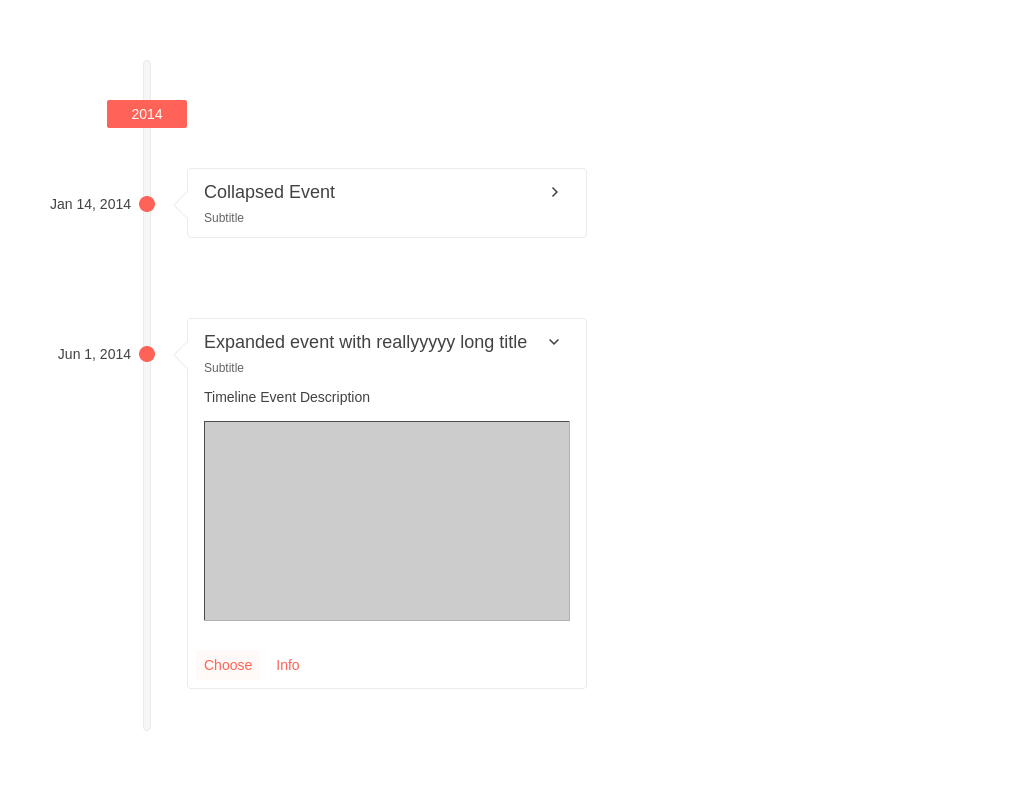 2014
Jan 14, 2014
Collapsed Event
Subtitle
Jun 1, 2014
Expanded event with reallyyyyy long title
Subtitle
Timeline Event Description
Choose Info